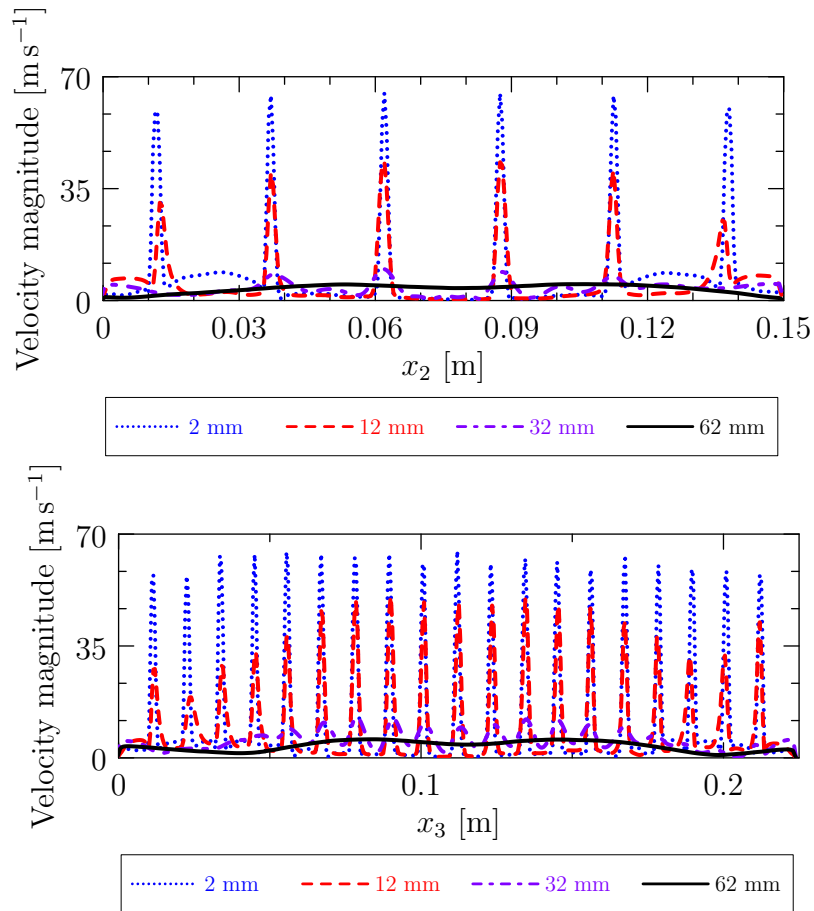 Velocity magnitude [m s⁻¹]
70
35
0
0 0.03 0.06 0.09 0.12 0.15
x₂ [m]
2 mm 12 mm 32 mm 62 mm
Velocity magnitude [m s⁻¹]
70
35
0
0 0.1 0.2
x₃ [m]
2 mm 12 mm 32 mm 62 mm